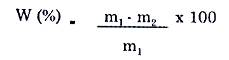 m₁ - m₂
W (%) = ———— x 100
m₁